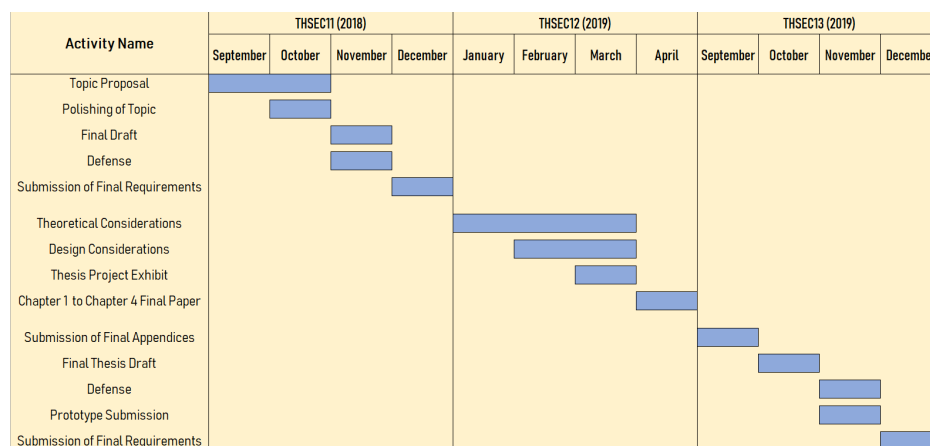 Activity Name
THSEC11 (2018)
THSEC12 (2019)
THSEC13 (2019)
September October November December January February March April September October November December
Topic Proposal
Polishing of Topic
Final Draft
Defense
Submission of Final Requirements
Theoretical Considerations
Design Considerations
Thesis Project Exhibit
Chapter 1 to Chapter 4 Final Paper
Submission of Final Appendices
Final Thesis Draft
Defense
Prototype Submission
Submission of Final Requirements